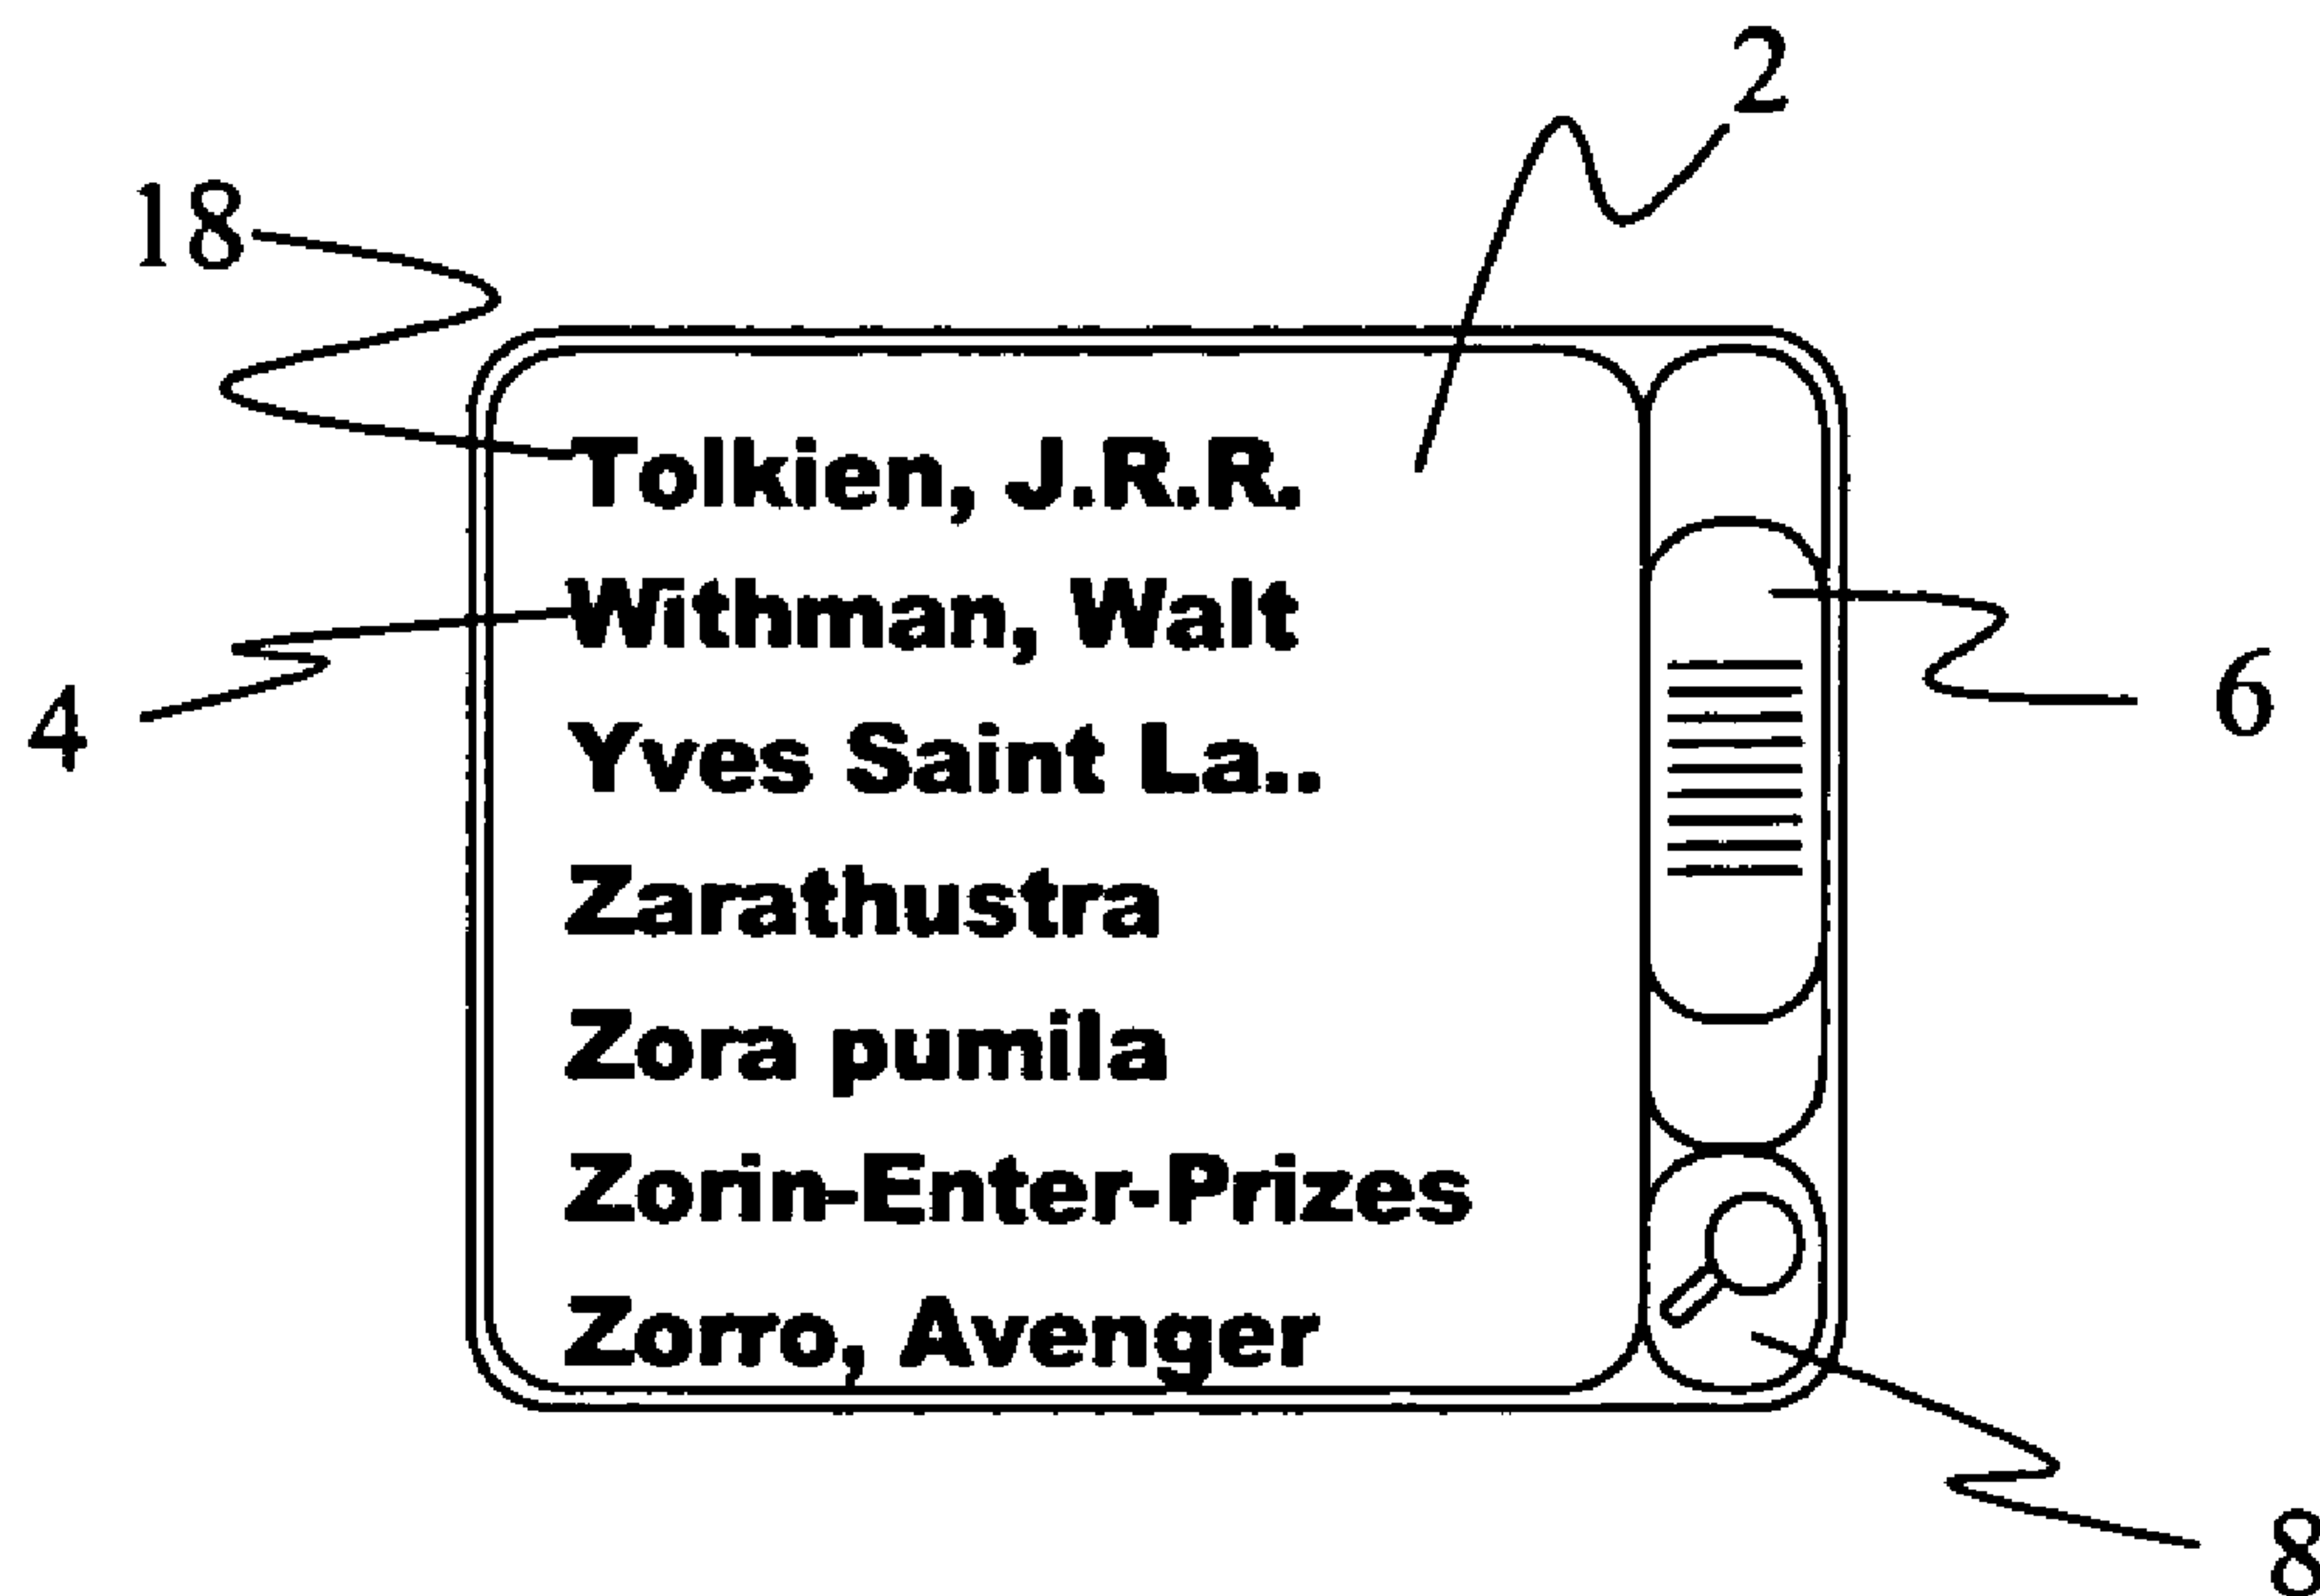 2
18
Tolkien, J.R.R.
Withman, Walt
4
6
Yves Saint La..
Zarathustra
Zora pumila
Zorin-Enter-Prizes
Zorro, Avenger
8